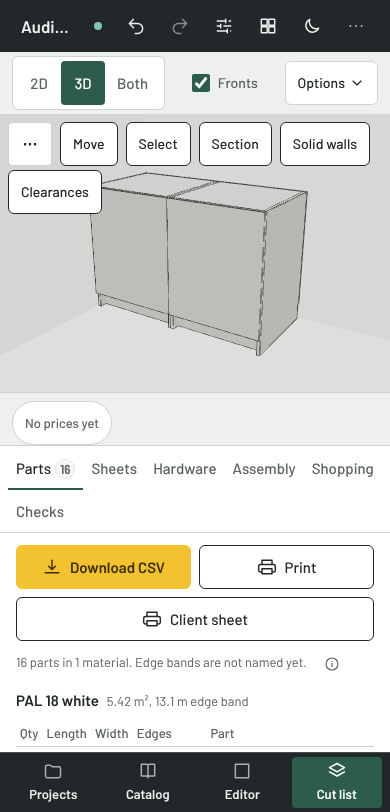 Audi...
2D 3D Both Fronts Options
... Move Select Section Solid walls
Clearances
No prices yet
Parts 16 Sheets Hardware Assembly Shopping
Checks
Download CSV Print
Client sheet
16 parts in 1 material. Edge bands are not named yet.
PAL 18 white 5.42 m², 13.1 m edge band
Qty Length Width Edges Part
Projects Catalog Editor Cut list